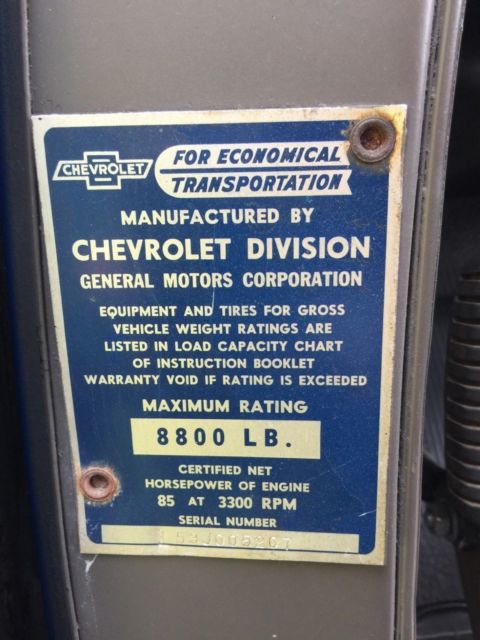 CHEVROLET
FOR ECONOMICAL
TRANSPORTATION
MANUFACTURED BY
CHEVROLET DIVISION
GENERAL MOTORS CORPORATION
EQUIPMENT AND TIRES FOR GROSS
VEHICLE WEIGHT RATINGS ARE
LISTED IN LOAD CAPACITY CHART
OF INSTRUCTION BOOKLET
WARRANTY VOID IF RATING IS EXCEEDED
MAXIMUM RATING
8800 LB.
CERTIFIED NET
HORSEPOWER OF ENGINE
85 AT 3300 RPM
SERIAL NUMBER